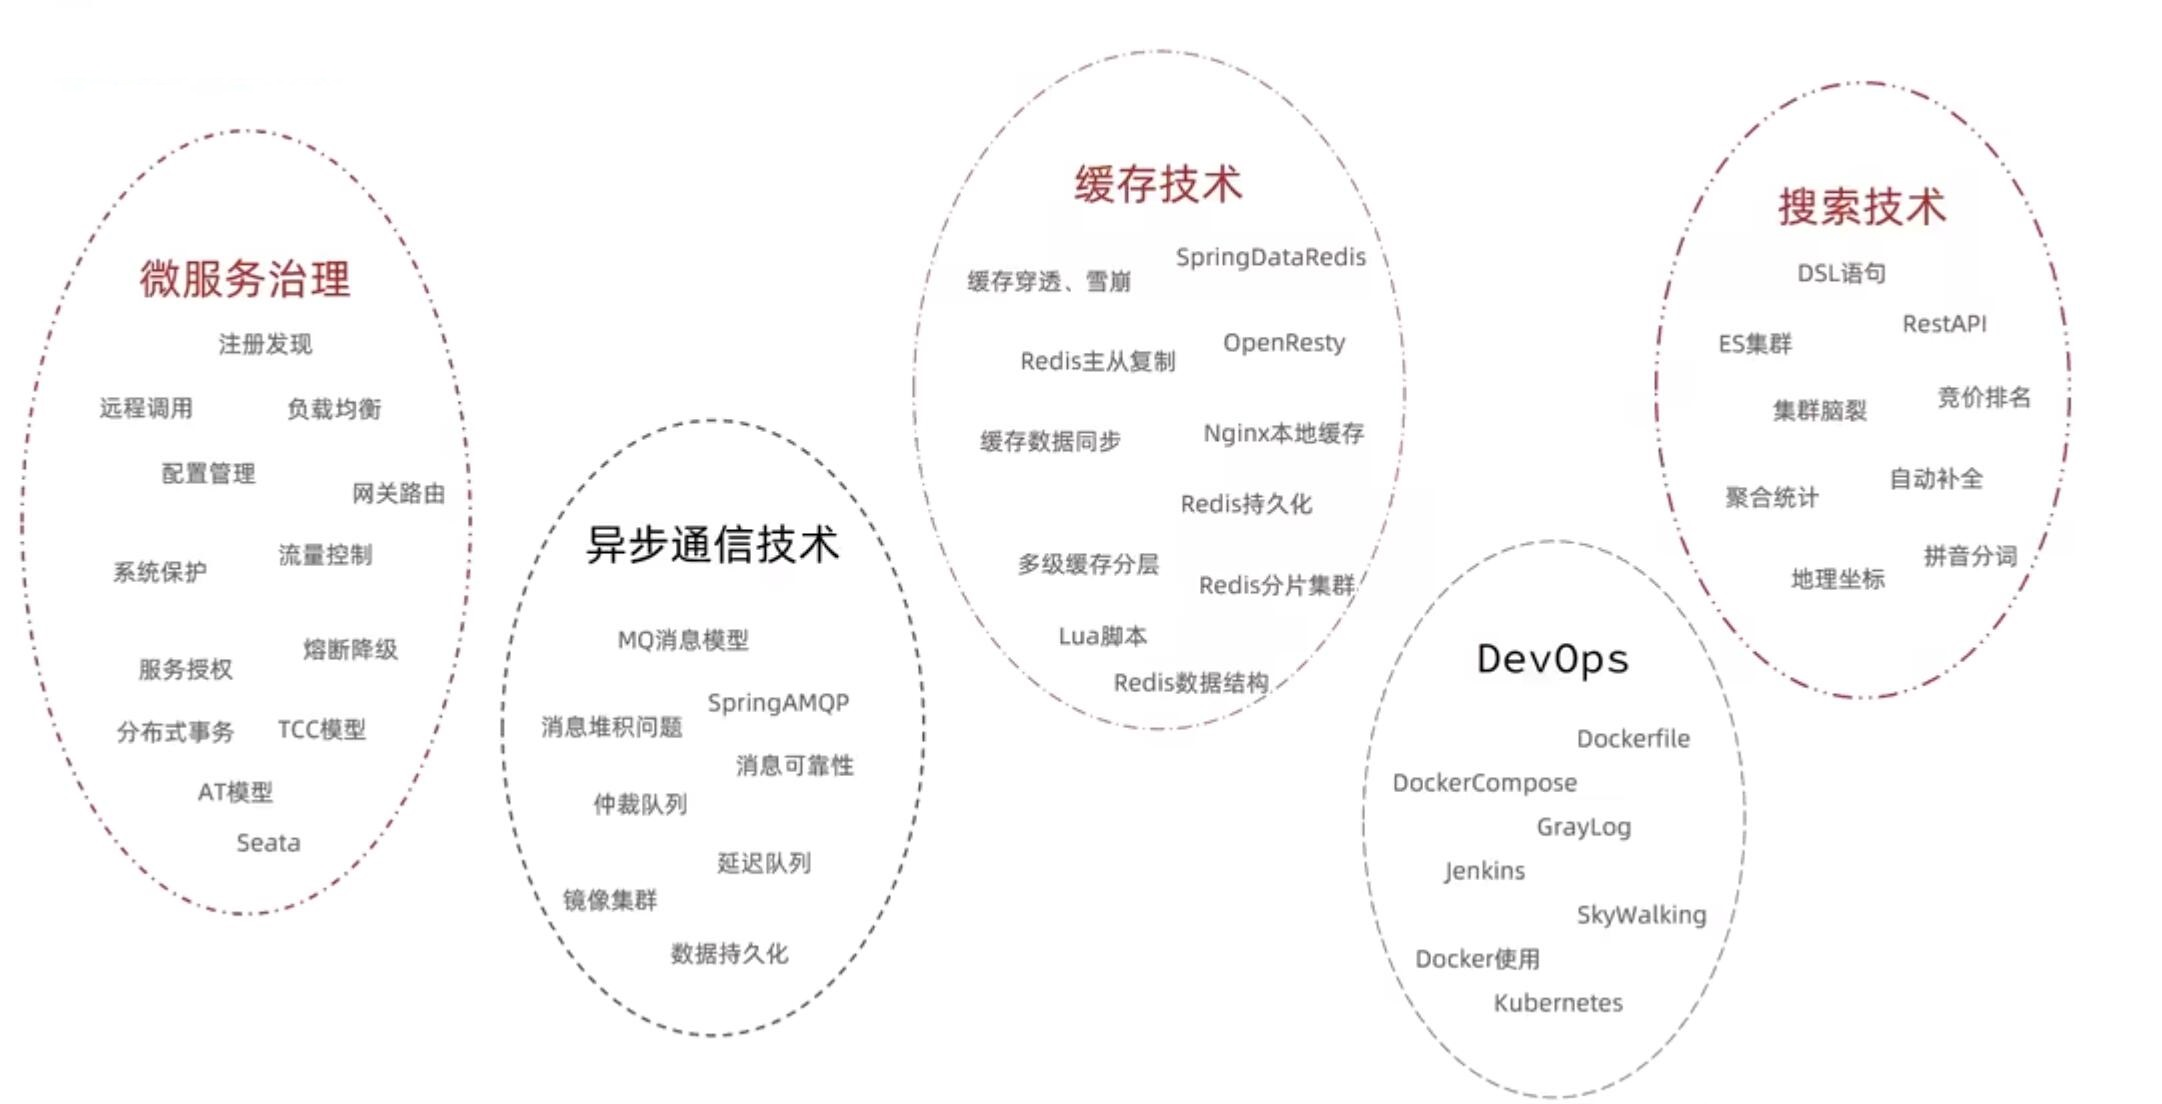 微服务治理
注册发现
远程调用
负载均衡
配置管理
网关路由
系统保护
流量控制
服务授权
熔断降级
分布式事务
TCC模型
AT模型
Seata
异步通信技术
MQ消息模型
SpringAMQP
消息堆积问题
消息可靠性
仲裁队列
延迟队列
镜像集群
数据持久化
缓存技术
SpringDataRedis
缓存穿透、雪崩
OpenResty
Redis主从复制
Nginx本地缓存
缓存数据同步
Redis持久化
多级缓存分层
Redis分片集群
Lua脚本
Redis数据结构
DevOps
Dockerfile
DockerCompose
GrayLog
Jenkins
SkyWalking
Docker使用
Kubernetes
搜索技术
DSL语句
RestAPI
ES集群
竞价排名
集群脑裂
自动补全
聚合统计
拼音分词
地理坐标